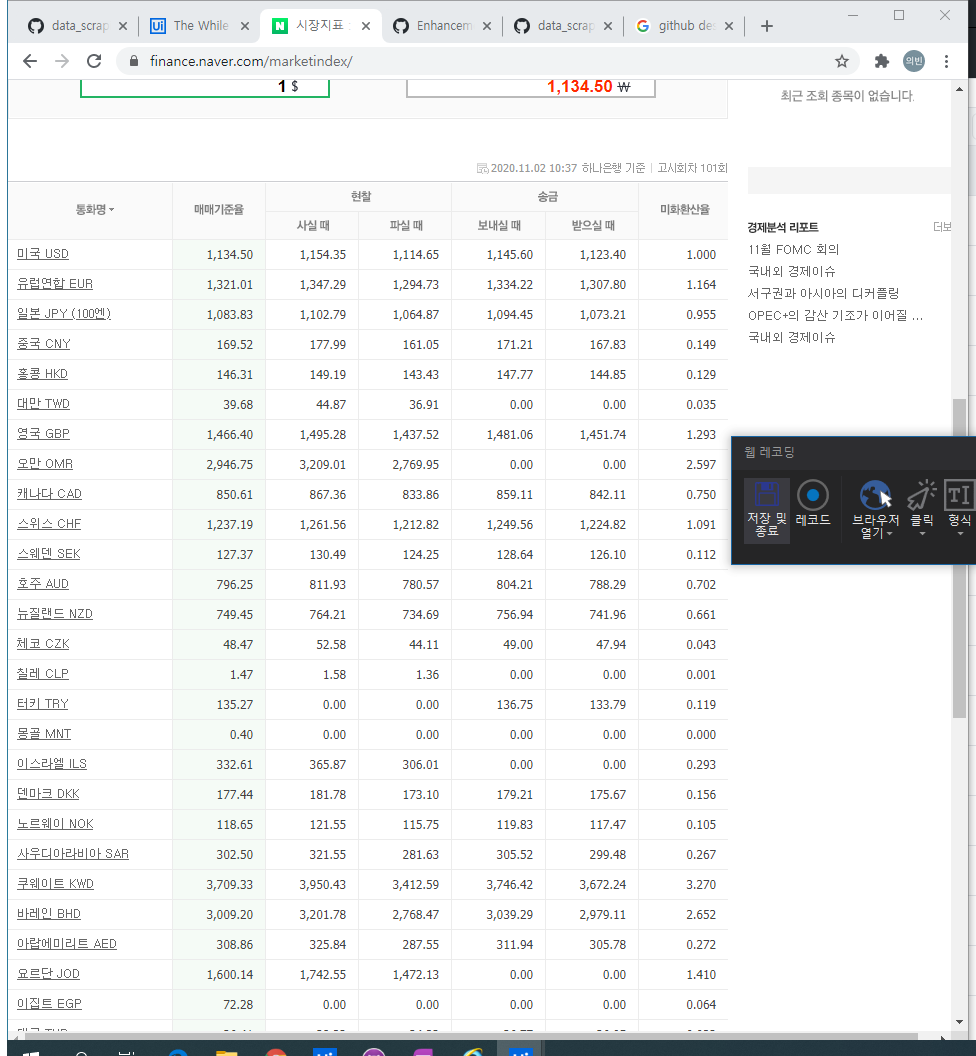 data_scrap
The While
시장지표
Enhancem
data_scrap
github de
finance.naver.com/marketindex/
의빈
1 $
1,134.50 ₩
최근 조회 종목이 없습니다.
2020.11.02 10:37 하나은행 기준 고시회차 101회
통화명 매매기준율 현찰 송금 미화환산율
사실 때 파실 때 보내실 때 받으실 때
미국 USD 1,134.50 1,154.35 1,114.65 1,145.60 1,123.40 1.000
유럽연합 EUR 1,321.01 1,347.29 1,294.73 1,334.22 1,307.80 1.164
일본 JPY (100엔) 1,083.83 1,102.79 1,064.87 1,094.45 1,073.21 0.955
중국 CNY 169.52 177.99 161.05 171.21 167.83 0.149
홍콩 HKD 146.31 149.19 143.43 147.77 144.85 0.129
대만 TWD 39.68 44.87 36.91 0.00 0.00 0.035
영국 GBP 1,466.40 1,495.28 1,437.52 1,481.06 1,451.74 1.293
오만 OMR 2,946.75 3,209.01 2,769.95 0.00 0.00 2.597
캐나다 CAD 850.61 867.36 833.86 859.11 842.11 0.750
스위스 CHF 1,237.19 1,261.56 1,212.82 1,249.56 1,224.82 1.091
스웨덴 SEK 127.37 130.49 124.25 128.64 126.10 0.112
호주 AUD 796.25 811.93 780.57 804.21 788.29 0.702
뉴질랜드 NZD 749.45 764.21 734.69 756.94 741.96 0.661
체코 CZK 48.47 52.58 44.11 49.00 47.94 0.043
칠레 CLP 1.47 1.58 1.36 0.00 0.00 0.001
터키 TRY 135.27 0.00 0.00 136.75 133.79 0.119
몽골 MNT 0.40 0.00 0.00 0.00 0.00 0.000
이스라엘 ILS 332.61 365.87 306.01 0.00 0.00 0.293
덴마크 DKK 177.44 181.78 173.10 179.21 175.67 0.156
노르웨이 NOK 118.65 121.55 115.75 119.83 117.47 0.105
사우디아라비아 SAR 302.50 321.55 281.63 305.52 299.48 0.267
쿠웨이트 KWD 3,709.33 3,950.43 3,412.59 3,746.42 3,672.24 3.270
바레인 BHD 3,009.20 3,201.78 2,768.47 3,039.29 2,979.11 2.652
아랍에미리트 AED 308.86 325.84 287.55 311.94 305.78 0.272
요르단 JOD 1,600.14 1,742.55 1,472.13 0.00 0.00 1.410
이집트 EGP 72.28 0.00 0.00 0.00 0.00 0.064
경제분석 리포트 더보
11월 FOMC 회의
국내외 경제이슈
서구권과 아시아의 디커플링
OPEC+의 감산 기조가 이어질 ...
국내외 경제이슈
웹 레코딩
저장 및
종료
레코드
브라우저
열기
클릭
TI
형식